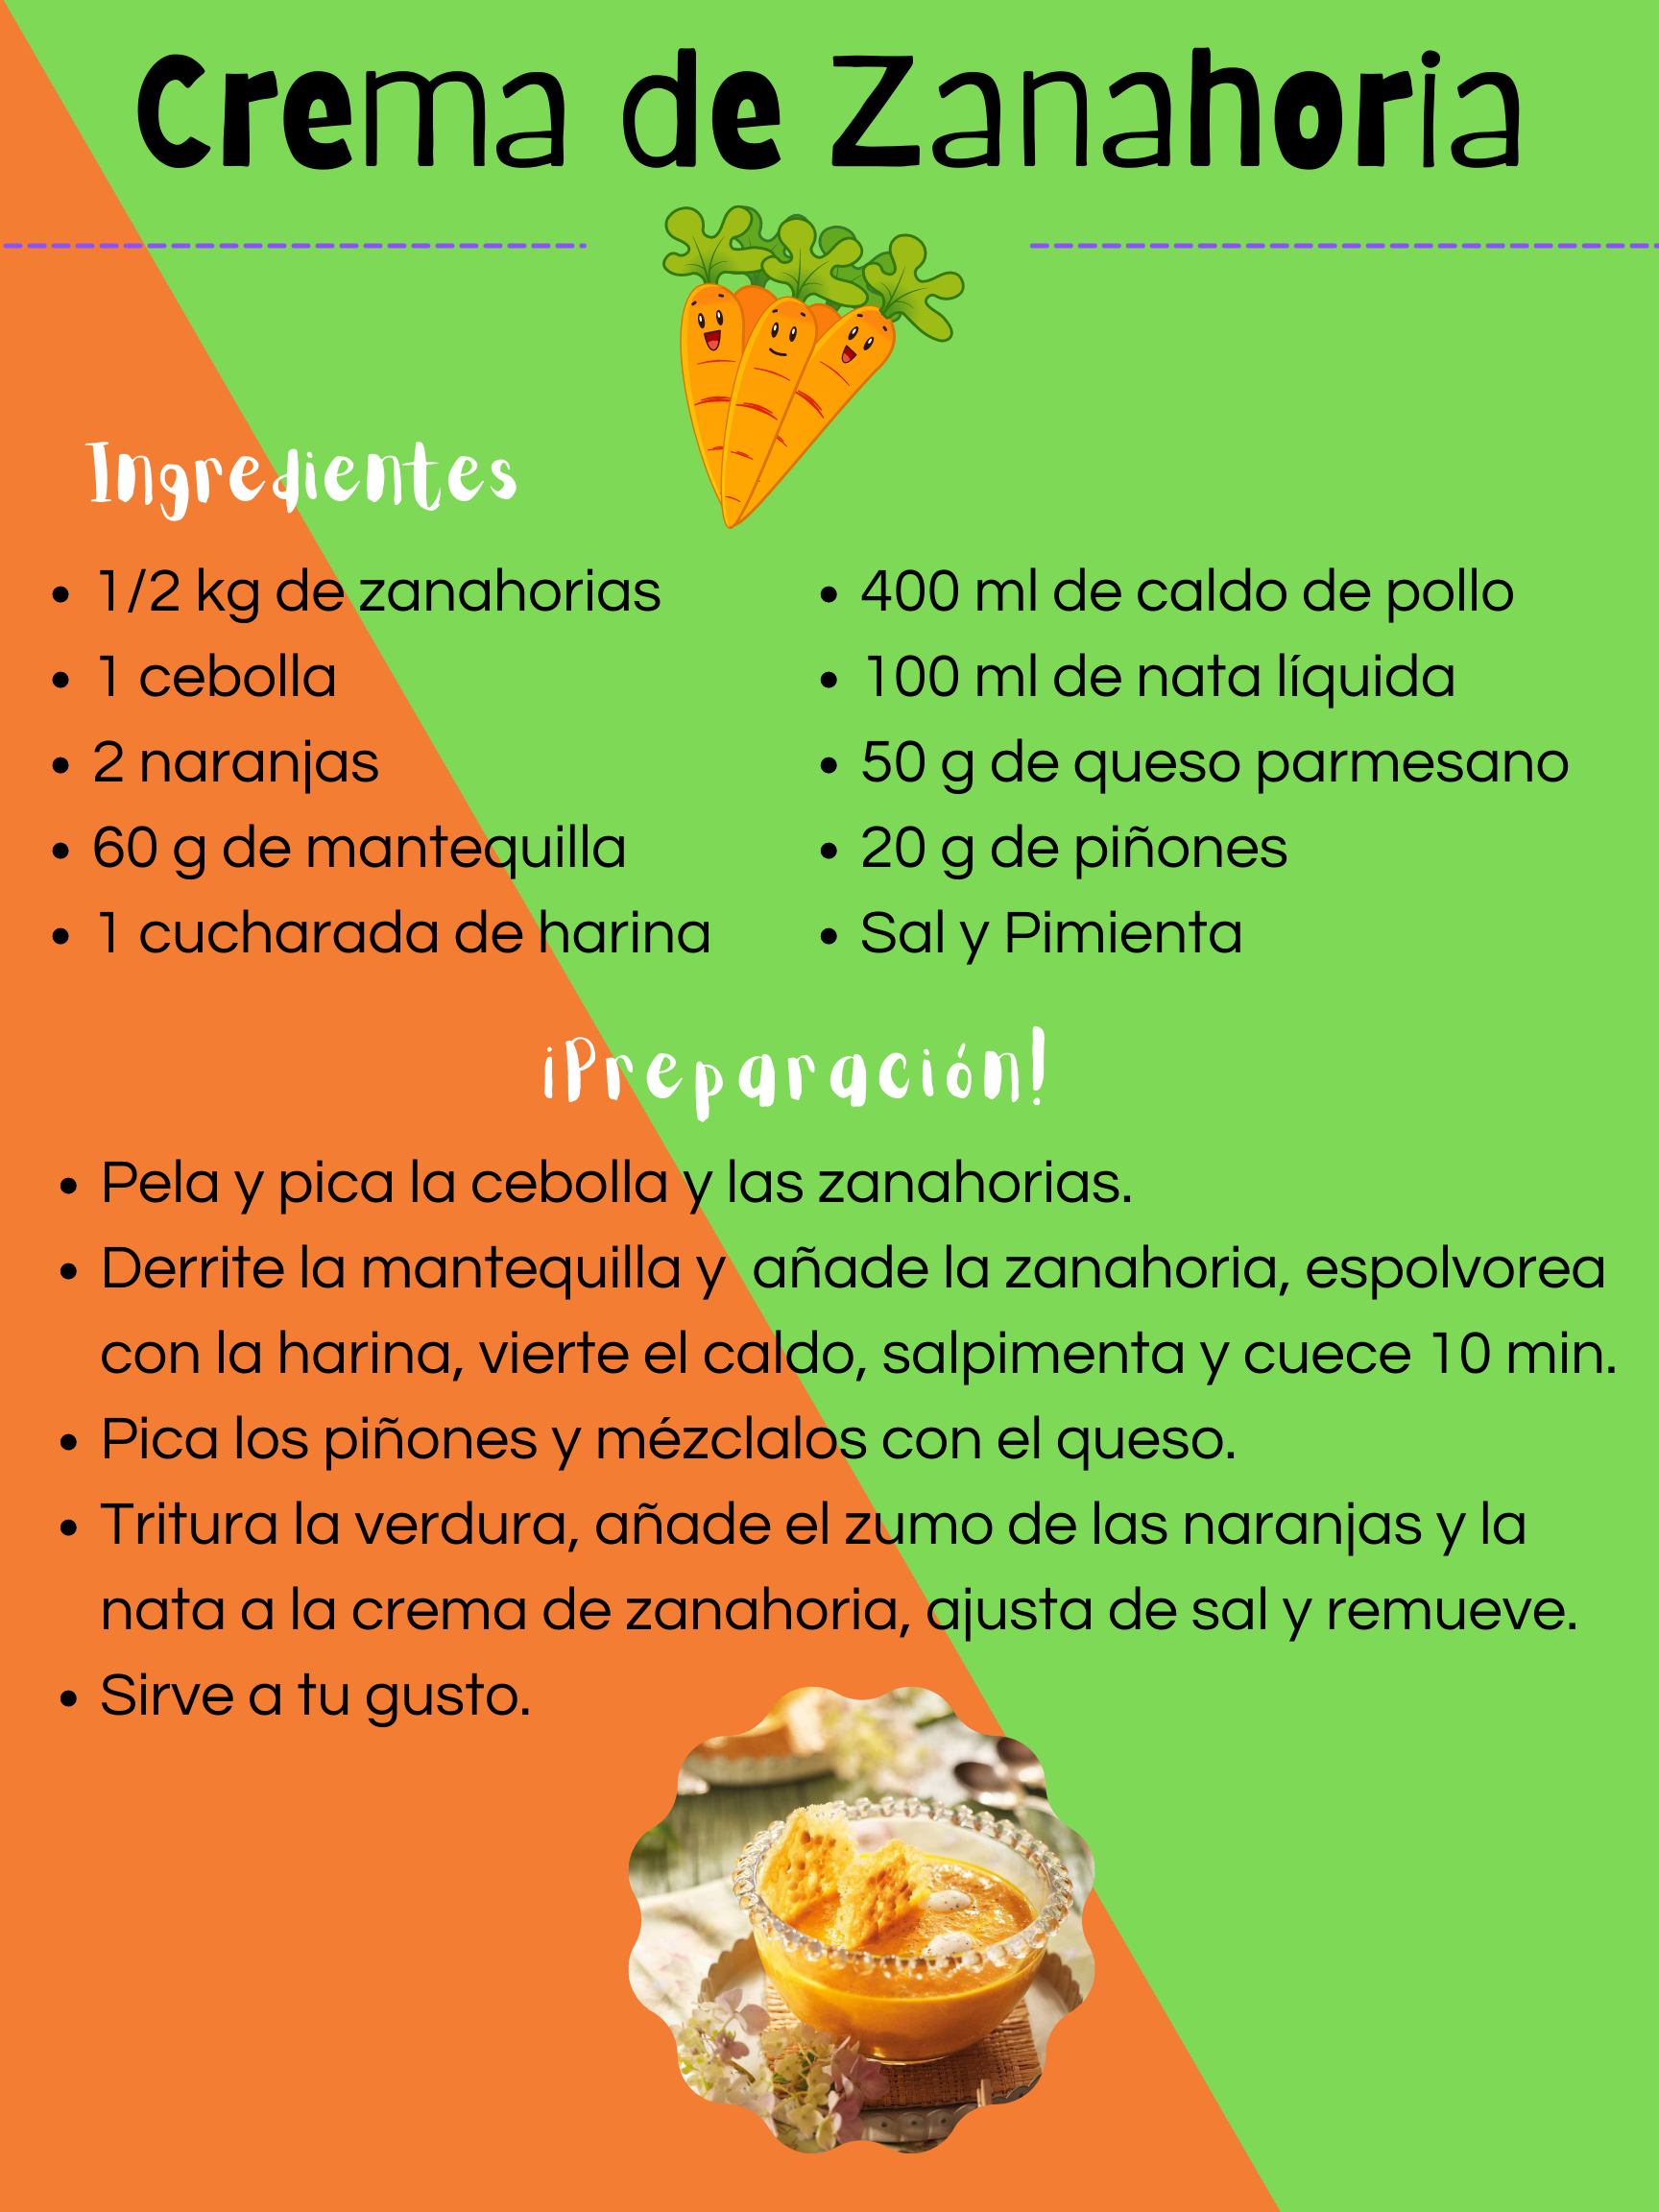 Crema de Zanahoria
Ingredientes
1/2 kg de zanahorias
1 cebolla
2 naranjas
60 g de mantequilla
1 cucharada de harina
400 ml de caldo de pollo
100 ml de nata líquida
50 g de queso parmesano
20 g de piñones
Sal y Pimienta
¡Preparación!
Pela y pica la cebolla y las zanahorias.
Derrite la mantequilla y  añade la zanahoria, espolvorea
con la harina, vierte el caldo, salpimenta y cuece 10 min.
Pica los piñones y mézclalos con el queso.
Tritura la verdura, añade el zumo de las naranjas y la
nata a la crema de zanahoria, ajusta de sal y remueve.
Sirve a tu gusto.